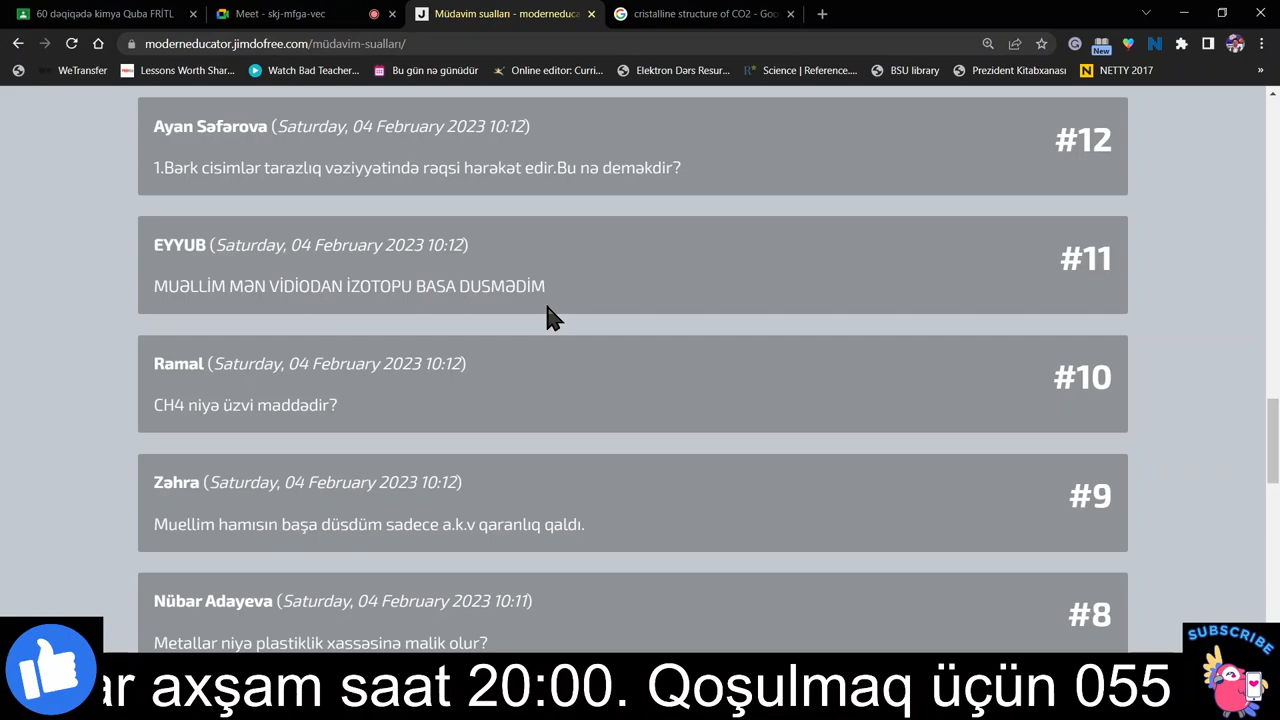 60 dəqiqədə kimya Quba FRİTL
Meet - skj-mfga-vec
Müdavim sualları - moderneduca
cristalline structure of CO2 - Goo
moderneducator.jimdofree.com/müdavim-sualları/
New
WeTransfer
Lessons Worth Shar...
Watch Bad Teacher...
Bu gün nə günüdür
Online editor: Curri...
Elektron Dərs Resur...
Science | Reference....
BSU library
Prezident Kitabxanası
NETTY 2017
Ayan Səfərova (Saturday, 04 February 2023 10:12)
#12
1.Bərk cisimlər tarazlıq vəziyyətində rəqsi hərəkət edir.Bu nə deməkdir?
EYYUB (Saturday, 04 February 2023 10:12)
#11
MUƏLLİM MƏN VİDİODAN İZOTOPU BASA DUSMƏDİM
Ramal (Saturday, 04 February 2023 10:12)
#10
CH4 niyə üzvi maddədir?
Zəhra (Saturday, 04 February 2023 10:12)
#9
Muellim hamısın başa düsdüm sadece a.k.v qaranlıq qaldı.
Nübar Adayeva (Saturday, 04 February 2023 10:11)
#8
Metallar niyə plastiklik xassəsinə malik olur?
SUBSCRIBE
ar axşam saat 20:00. Qoşulmaq üçün 055